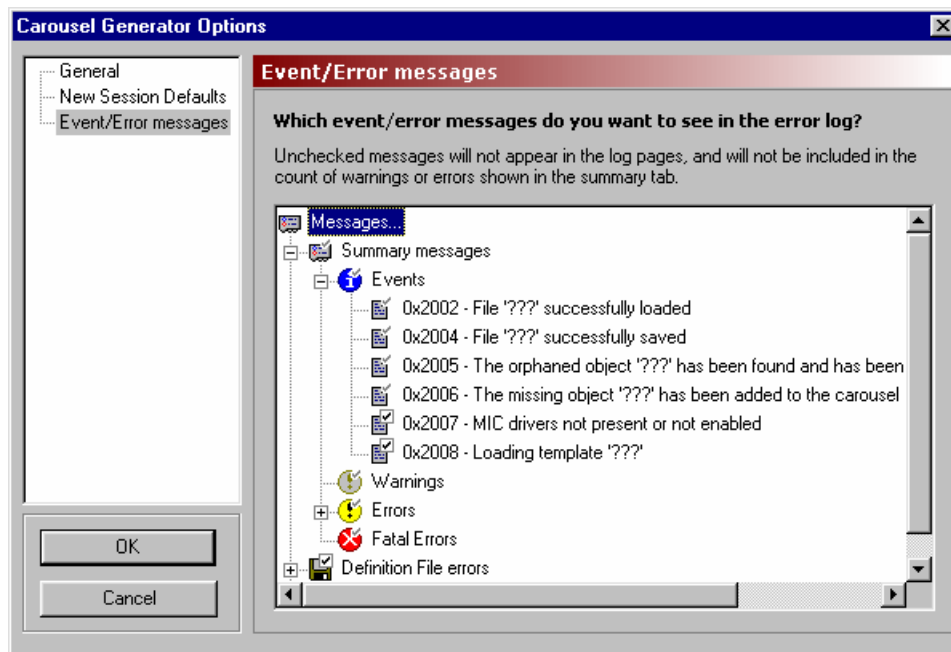 Carousel Generator Options
General
New Session Defaults
Event/Error messages
OK
Cancel
Event/Error messages
Which event/error messages do you want to see in the error log?
Unchecked messages will not appear in the log pages, and will not be included in the
count of warnings or errors shown in the summary tab.
Messages...
Summary messages
Events
0x2002 - File '???' successfully loaded
0x2004 - File '???' successfully saved
0x2005 - The orphaned object '???' has been found and has been
0x2006 - The missing object '???' has been added to the carousel
0x2007 - MIC drivers not present or not enabled
0x2008 - Loading template '???'
Warnings
Errors
Fatal Errors
Definition File errors